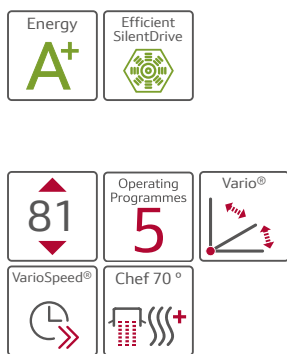 Energy
A+
Efficient
SilentDrive
81
Operating
Programmes
5
Vario®
VarioSpeed®
Chef 70 °